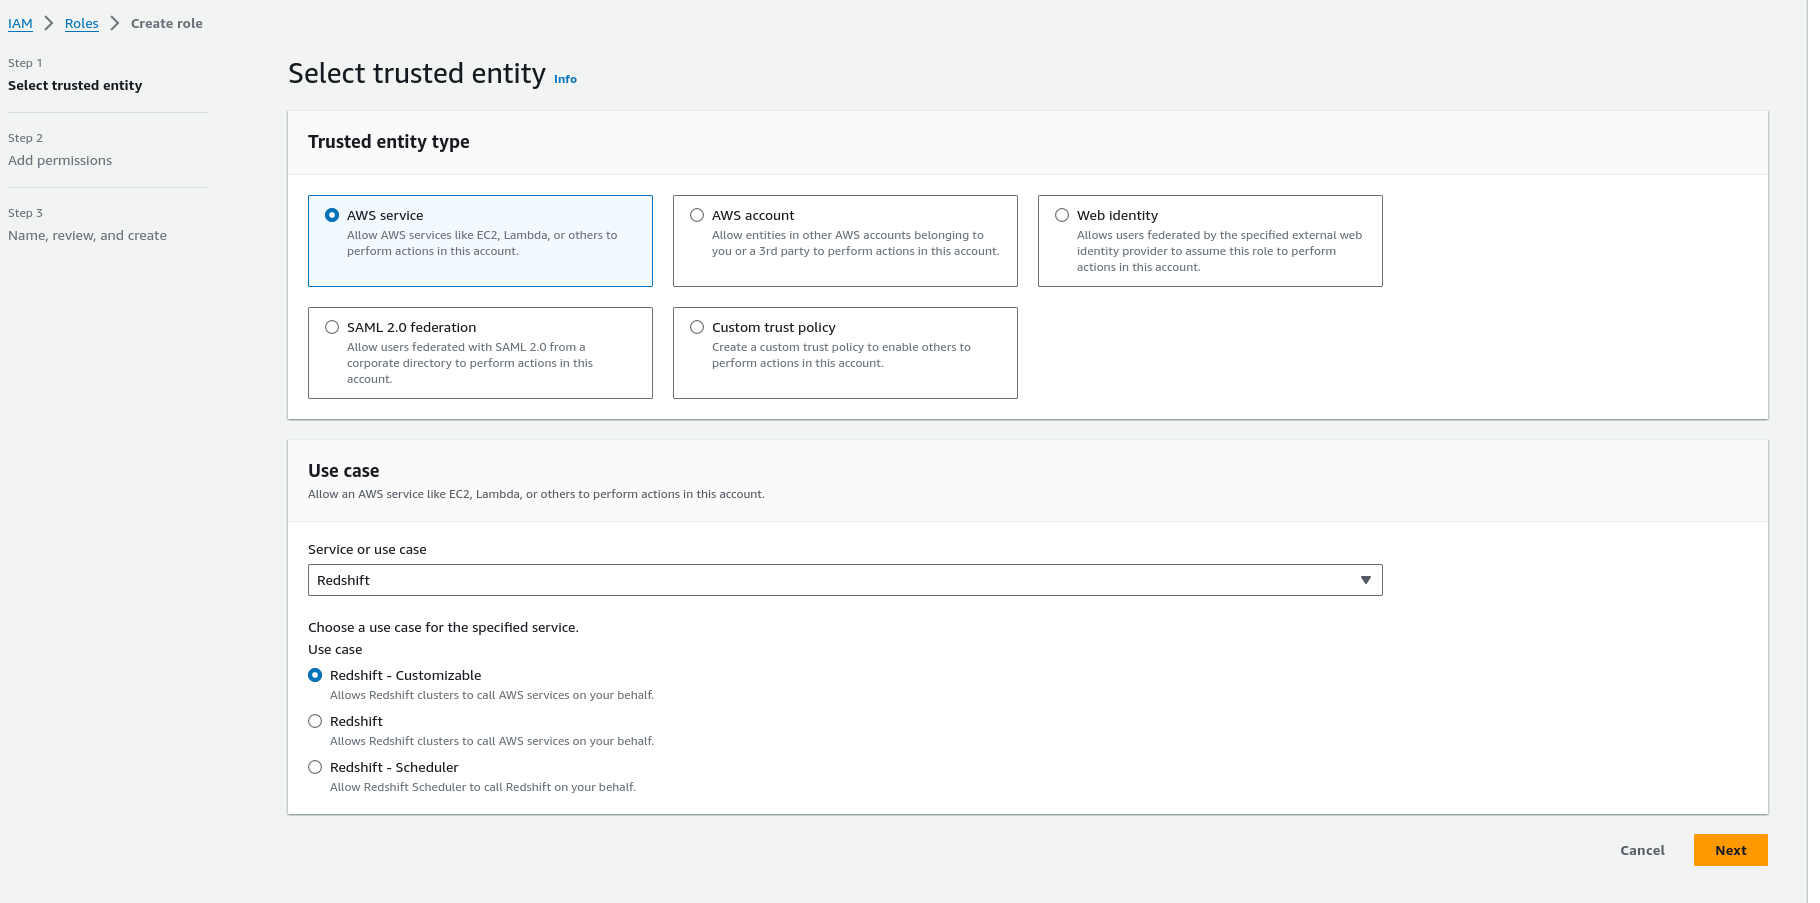 IAM > Roles > Create role
Step 1
Select trusted entity
Step 2
Add permissions
Step 3
Name, review, and create
Select trusted entity Info
Trusted entity type
AWS service
Allow AWS services like EC2, Lambda, or others to
perform actions in this account.
AWS account
Allow entities in other AWS accounts belonging to
you or a 3rd party to perform actions in this account.
Web identity
Allows users federated by the specified external web
identity provider to assume this role to perform
actions in this account.
SAML 2.0 federation
Allow users federated with SAML 2.0 from a
corporate directory to perform actions in this
account.
Custom trust policy
Create a custom trust policy to enable others to
perform actions in this account.
Use case
Allow an AWS service like EC2, Lambda, or others to perform actions in this account.
Service or use case
Redshift
Choose a use case for the specified service.
Use case
Redshift - Customizable
Allows Redshift clusters to call AWS services on your behalf.
Redshift
Allows Redshift clusters to call AWS services on your behalf.
Redshift - Scheduler
Allow Redshift Scheduler to call Redshift on your behalf.
Cancel Next